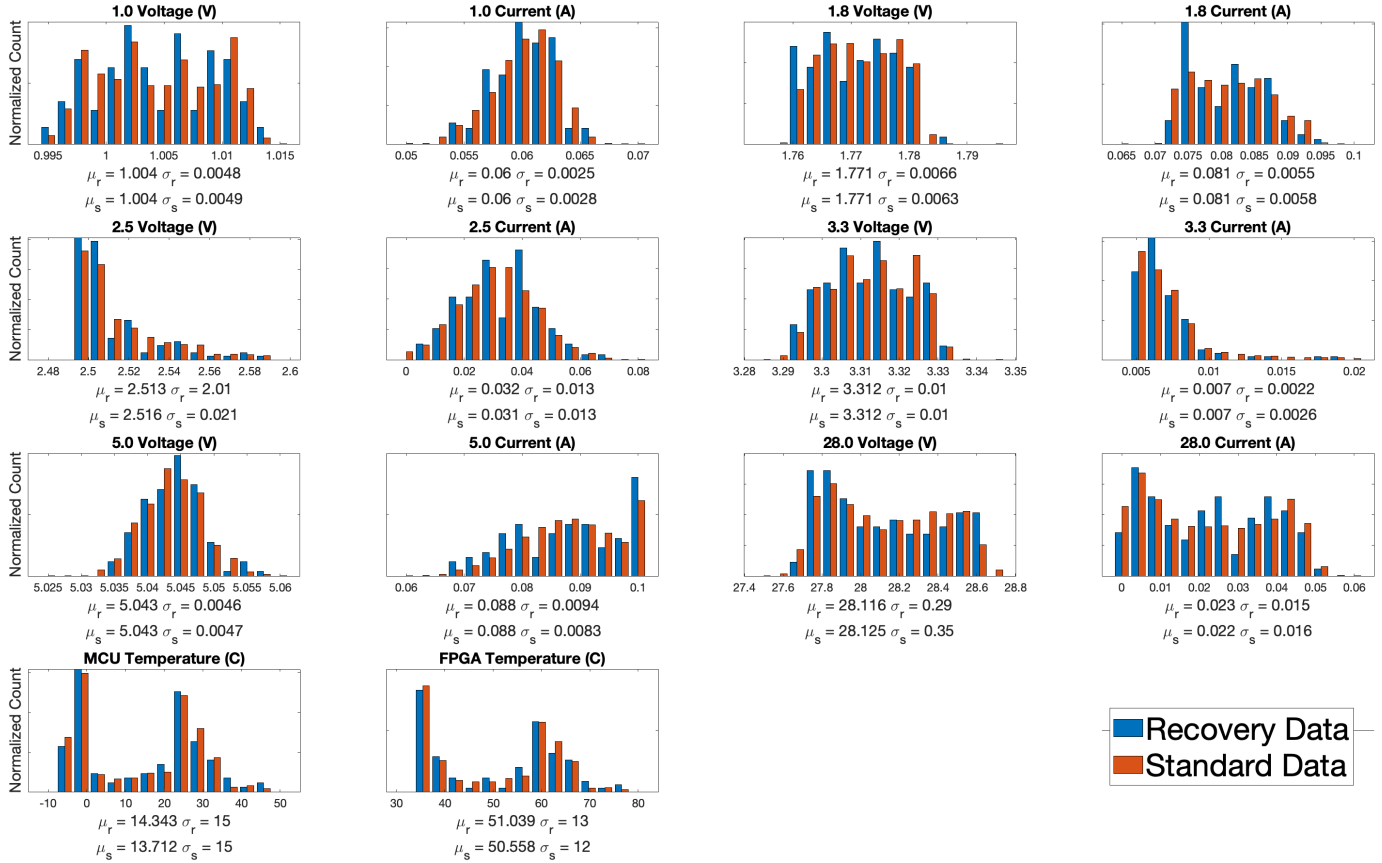 1.0 Voltage (V)
1.0 Current (A)
1.8 Voltage (V)
1.8 Current (A)
Normalized Count
0.995 1 1.005 1.01 1.015
0.05 0.055 0.06 0.065 0.07
1.76 1.77 1.78 1.79
0.065 0.07 0.075 0.08 0.085 0.09 0.095 0.1
μr = 1.004 σr = 0.0048
μs = 1.004 σs = 0.0049
μr = 0.06 σr = 0.0025
μs = 0.06 σs = 0.0028
μr = 1.771 σr = 0.0066
μs = 1.771 σs = 0.0063
μr = 0.081 σr = 0.0055
μs = 0.081 σs = 0.0058
2.5 Voltage (V)
2.5 Current (A)
3.3 Voltage (V)
3.3 Current (A)
Normalized Count
2.48 2.5 2.52 2.54 2.56 2.58 2.6
0 0.02 0.04 0.06 0.08
3.28 3.29 3.3 3.31 3.32 3.33 3.34 3.35
0.005 0.01 0.015 0.02
μr = 2.513 σr = 2.01
μs = 2.516 σs = 0.021
μr = 0.032 σr = 0.013
μs = 0.031 σs = 0.013
μr = 3.312 σr = 0.01
μs = 3.312 σs = 0.01
μr = 0.007 σr = 0.0022
μs = 0.007 σs = 0.0026
5.0 Voltage (V)
5.0 Current (A)
28.0 Voltage (V)
28.0 Current (A)
Normalized Count
5.025 5.03 5.035 5.04 5.045 5.05 5.055 5.06
0.06 0.07 0.08 0.09 0.1
27.4 27.6 27.8 28 28.2 28.4 28.6 28.8
0 0.01 0.02 0.03 0.04 0.05 0.06
μr = 5.043 σr = 0.0046
μs = 5.043 σs = 0.0047
μr = 0.088 σr = 0.0094
μs = 0.088 σs = 0.0083
μr = 28.116 σr = 0.29
μs = 28.125 σs = 0.35
μr = 0.023 σr = 0.015
μs = 0.022 σs = 0.016
MCU Temperature (C)
FPGA Temperature (C)
Normalized Count
-10 0 10 20 30 40 50
30 40 50 60 70 80
μr = 14.343 σr = 15
μs = 13.712 σs = 15
μr = 51.039 σr = 13
μs = 50.558 σs = 12
Recovery Data
Standard Data